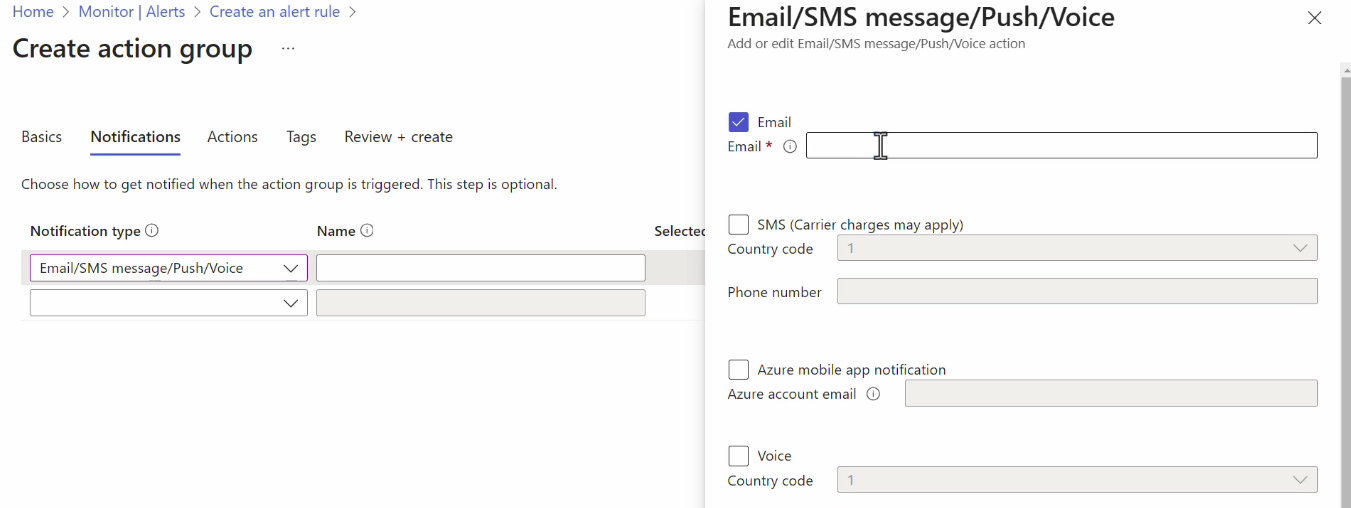 Home > Monitor | Alerts > Create an alert rule >
Create action group ...
Basics Notifications Actions Tags Review + create
Choose how to get notified when the action group is triggered. This step is optional.
Notification type Name Selected
Email/SMS message/Push/Voice
Email/SMS message/Push/Voice
Add or edit Email/SMS message/Push/Voice action
Email
Email *
SMS (Carrier charges may apply)
Country code 1
Phone number
Azure mobile app notification
Azure account email
Voice
Country code 1